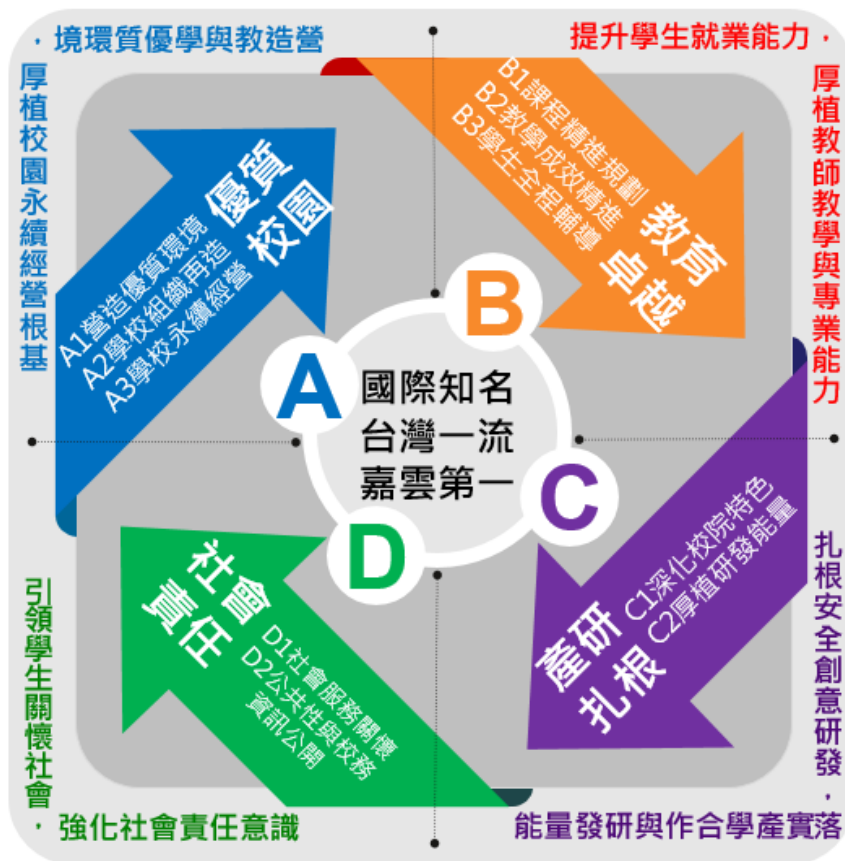 ．境環質優學與教造營
厚植校園永續經營根基
提升學生就業能力．
厚植教師教學與專業能力
優質
校園
A1營造優質環境
A2學校組織再造
A3學校永續經營
B1課程精進規劃
B2教學成效精進
B3學生全程輔導
教育
卓越
A
B
C
D
國際知名
台灣一流
嘉雲第一
產研
扎根
C1深化校院特色
C2厚植研發能量
社會
責任
D1社會服務關懷
D2公共性與校務
資訊公開
扎根安全創意研發．
能量發研與作合學產實落
引領學生關懷社會．
．強化社會責任意識